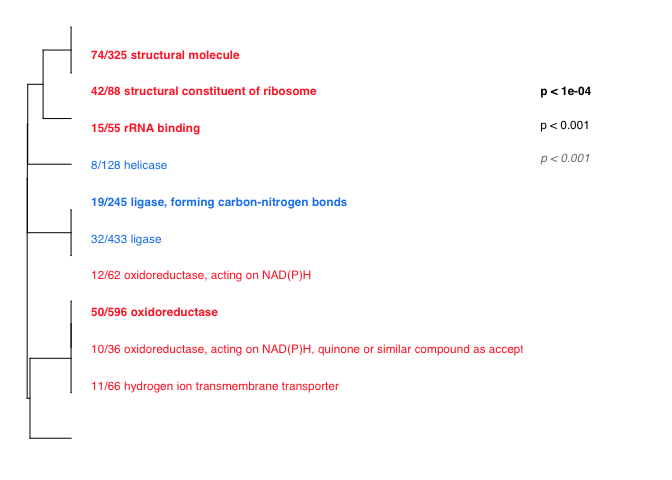 74/325 structural molecule
42/88 structural constituent of ribosome
p < 1e-04
15/55 rRNA binding
p < 0.001
8/128 helicase
p < 0.001
19/245 ligase, forming carbon-nitrogen bonds
32/433 ligase
12/62 oxidoreductase, acting on NAD(P)H
50/596 oxidoreductase
10/36 oxidoreductase, acting on NAD(P)H, quinone or similar compound as accept
11/66 hydrogen ion transmembrane transporter